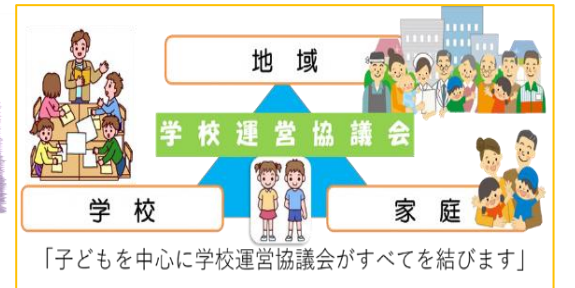 地 域
学校運営協議会
学 校
家 庭
「子どもを中心に学校運営協議会がすべてを結びます」